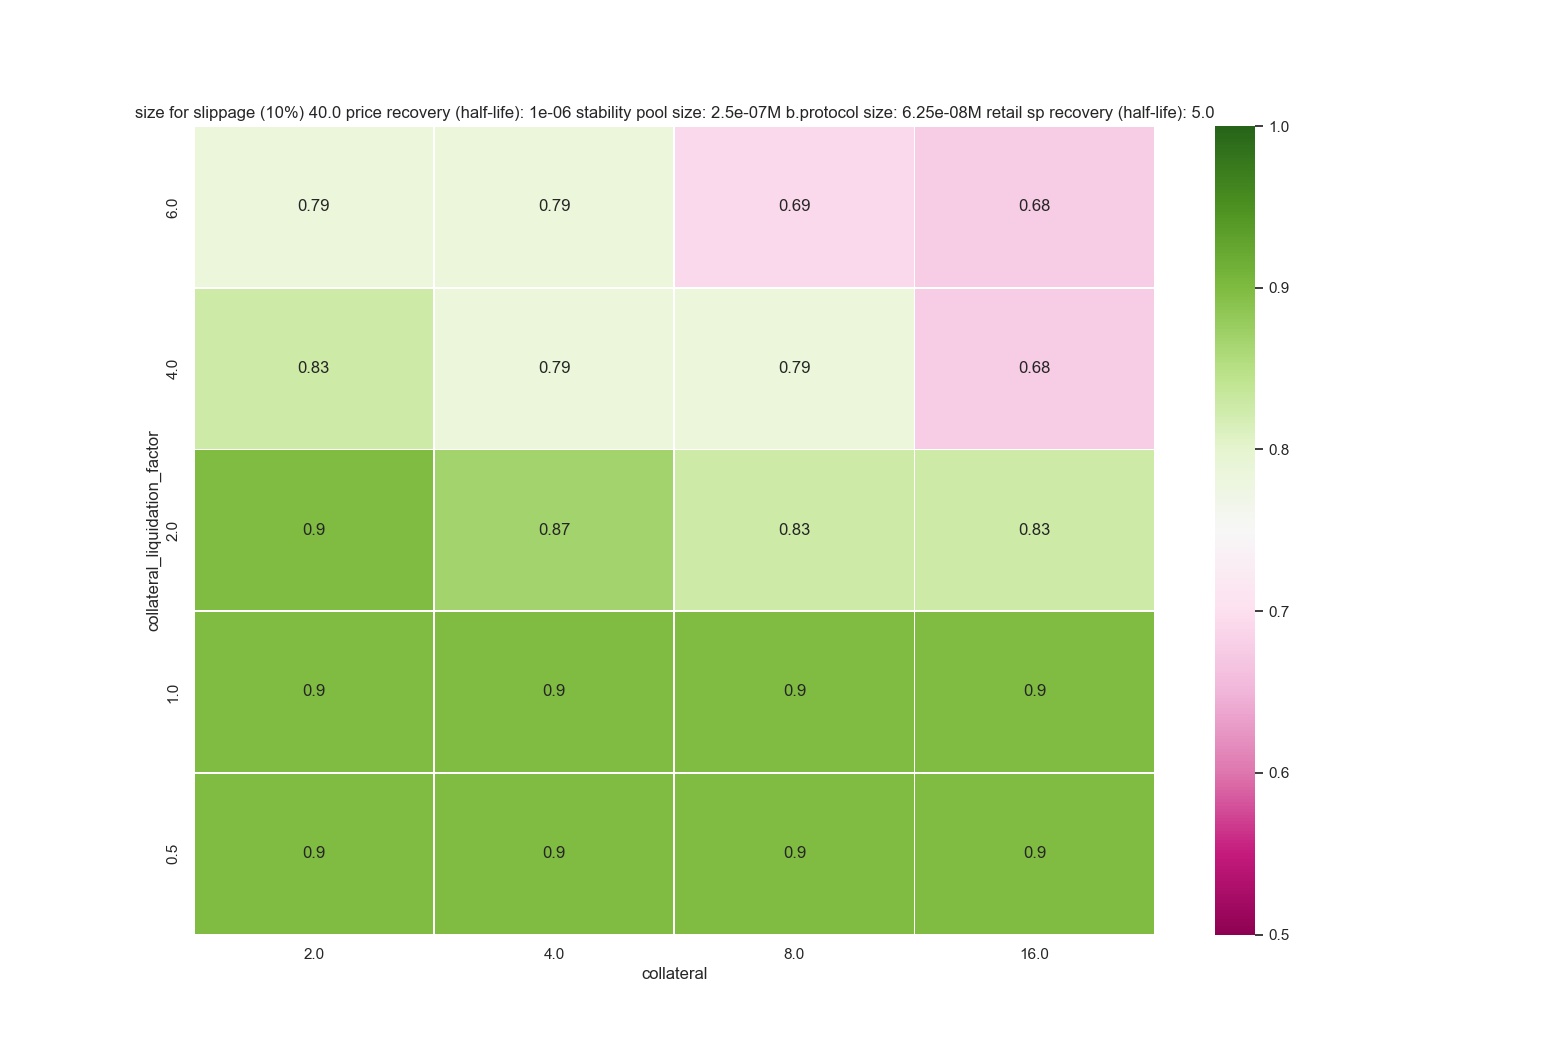 size for slippage (10%) 40.0 price recovery (half-life): 1e-06 stability pool size: 2.5e-07M b.protocol size: 6.25e-08M retail sp recovery (half-life): 5.0
collateral_liquidation_factor
6.0 0.79 0.79 0.69 0.68
4.0 0.83 0.79 0.79 0.68
2.0 0.9 0.87 0.83 0.83
1.0 0.9 0.9 0.9 0.9
0.5 0.9 0.9 0.9 0.9
2.0 4.0 8.0 16.0
collateral
1.0
0.9
0.8
0.7
0.6
0.5